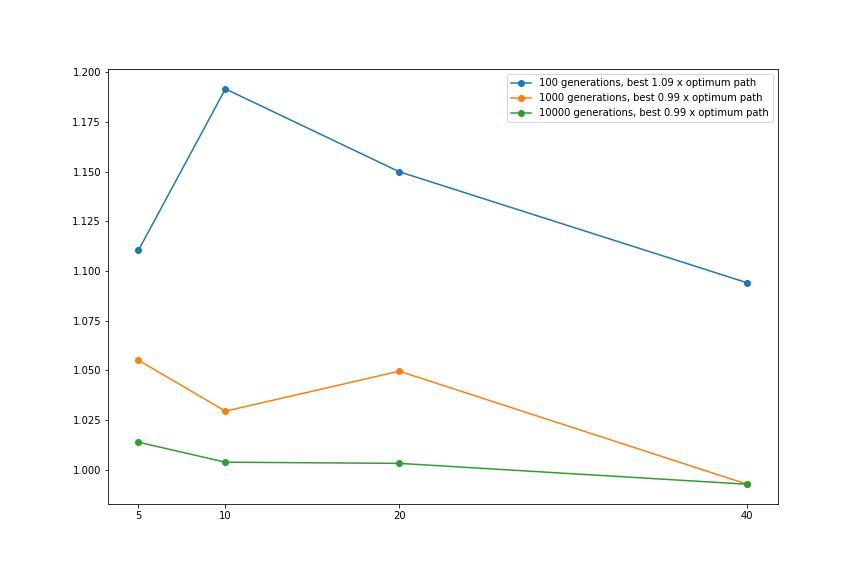 1.200
100 generations, best 1.09 x optimum path
1000 generations, best 0.99 x optimum path
10000 generations, best 0.99 x optimum path
1.175
1.150
1.125
1.100
1.075
1.050
1.025
1.000
5 10 20 40